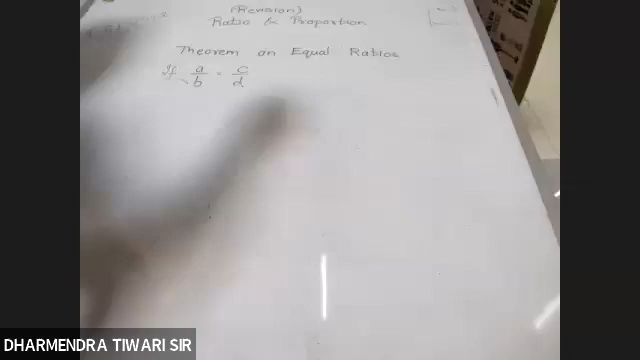 (Revision)
Ratio & Proportion
Theorem on Equal Ratios
If a/b = c/d
DHARMENDRA TIWARI SIR